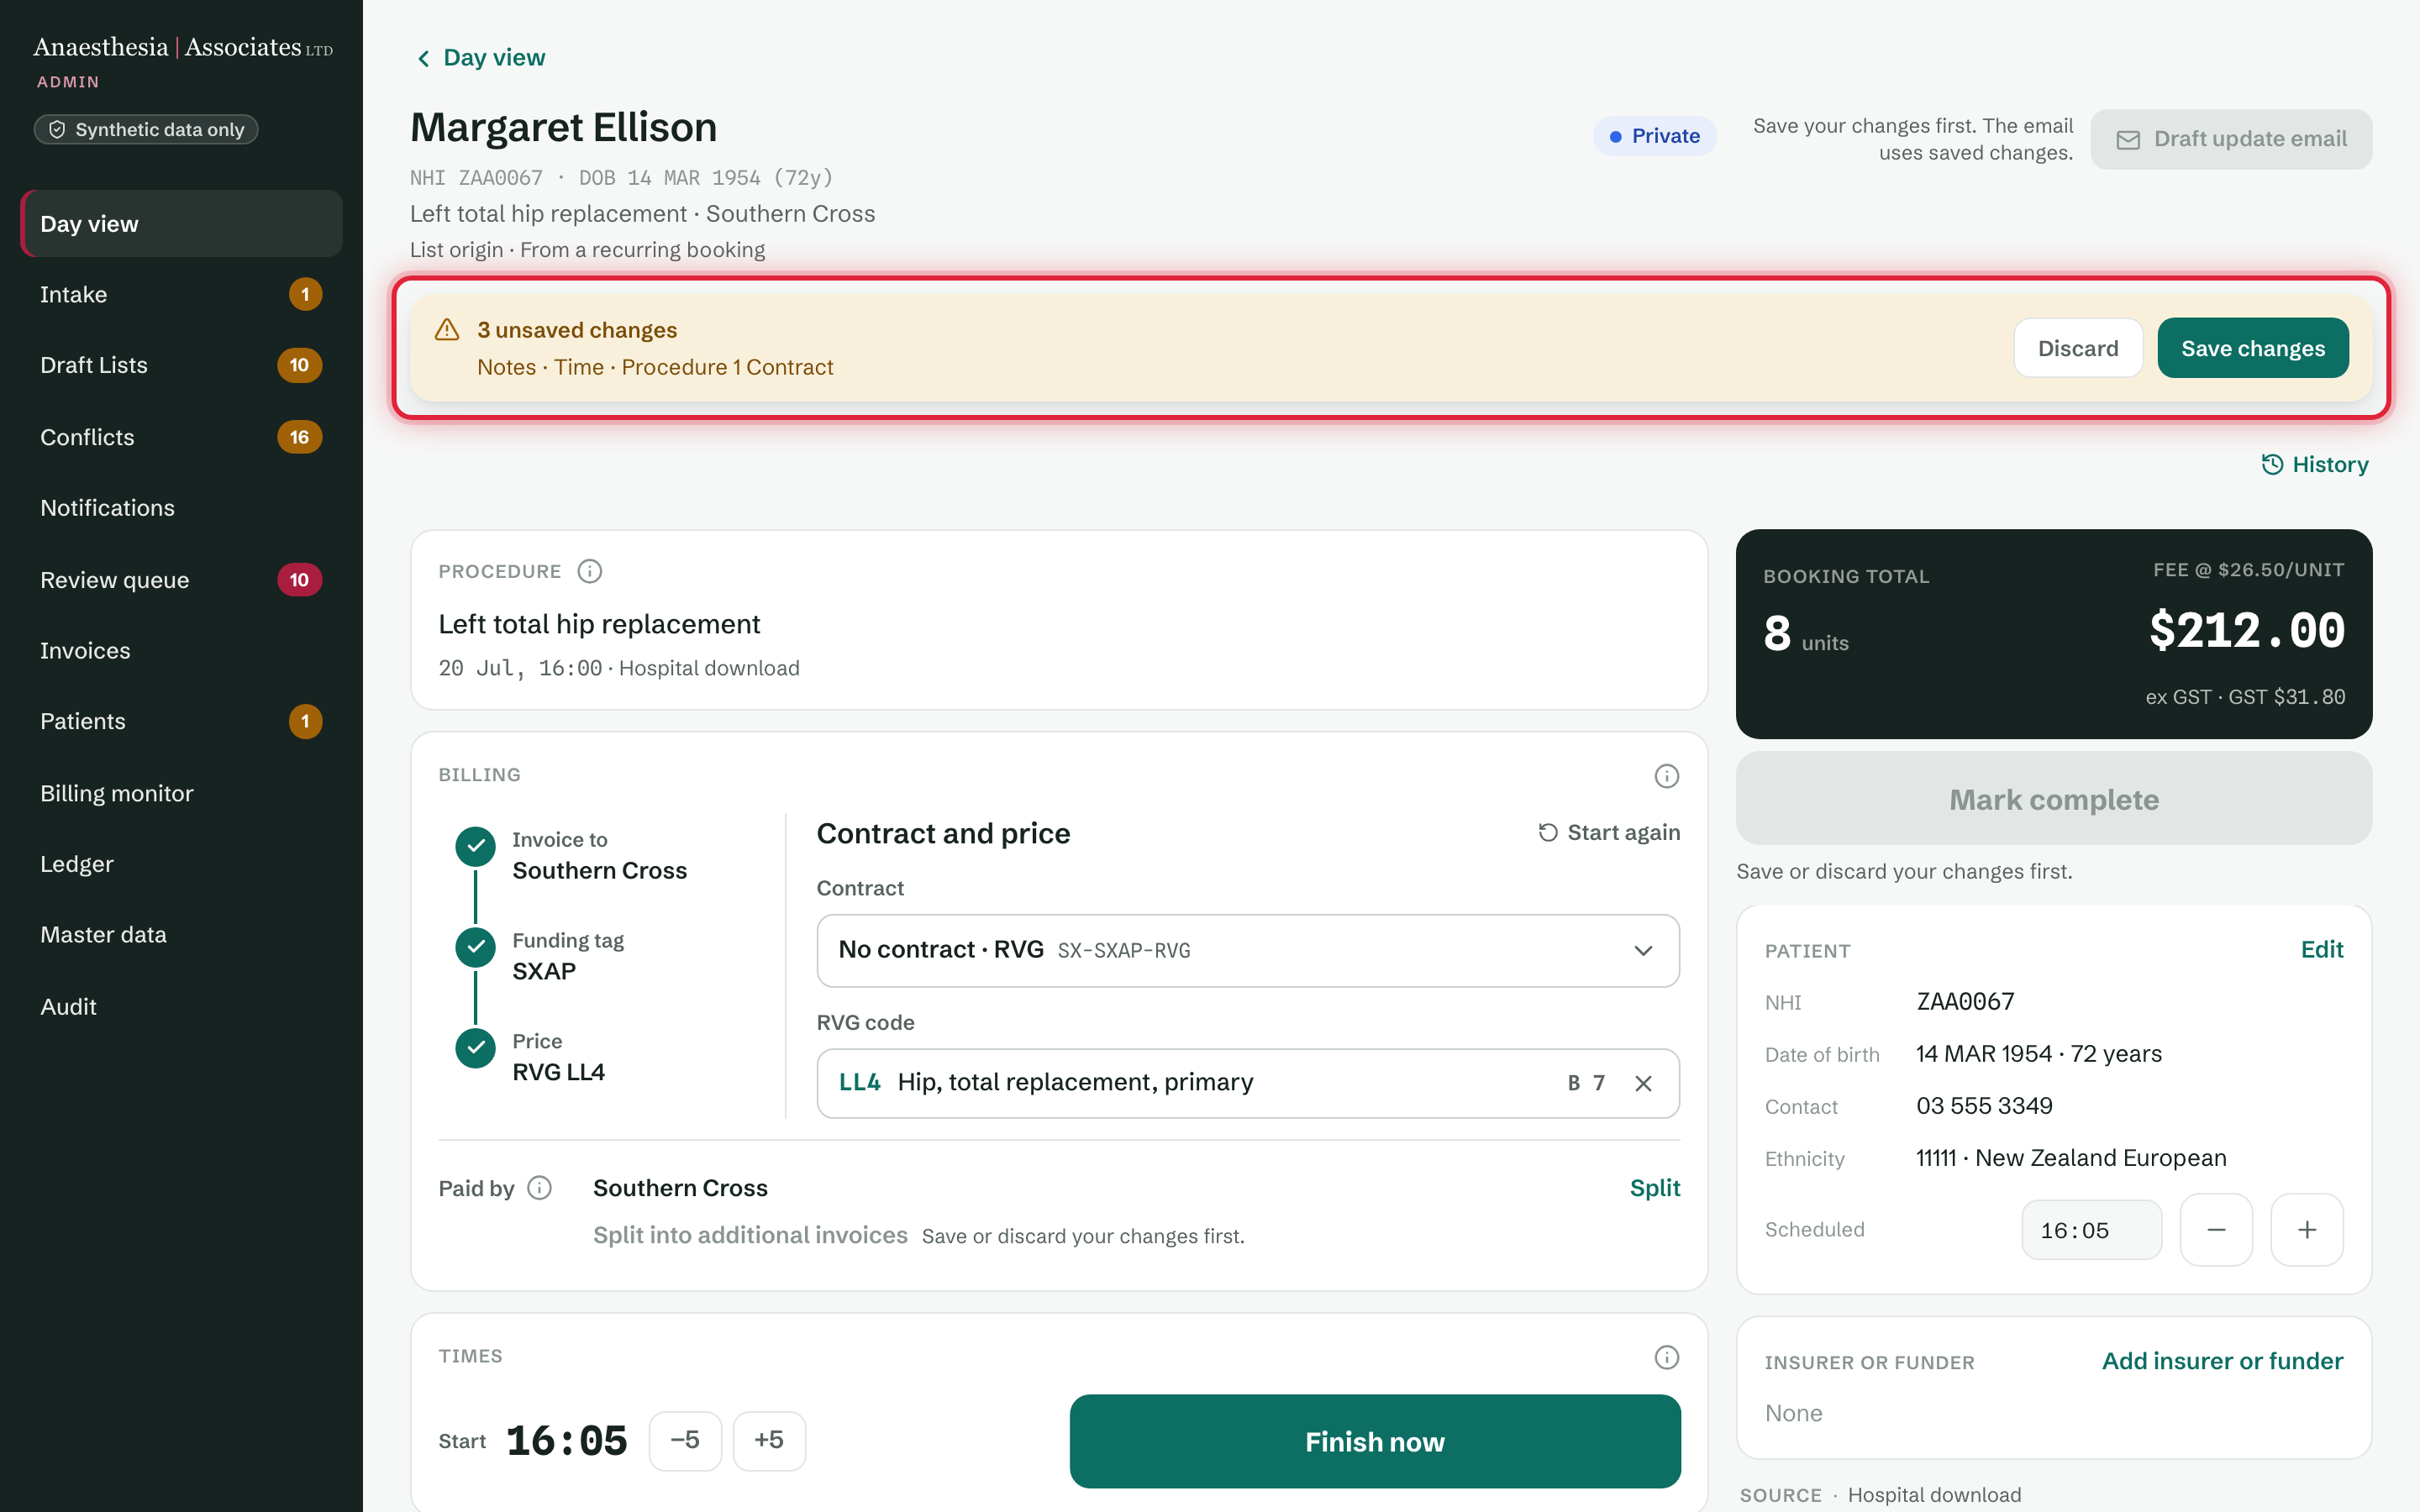 Anaesthesia | Associates LTD
ADMIN
Synthetic data only
Day view
Intake 1
Draft Lists 10
Conflicts 16
Notifications
Review queue 10
Invoices
Patients 1
Billing monitor
Ledger
Master data
Audit
Day view
Margaret Ellison
NHI ZAA0067 · DOB 14 MAR 1954 (72y)
Left total hip replacement · Southern Cross
List origin · From a recurring booking
Private
Save your changes first. The email
uses saved changes.
Draft update email
3 unsaved changes
Notes · Time · Procedure 1 Contract
Discard
Save changes
History
PROCEDURE
Left total hip replacement
20 Jul, 16:00 · Hospital download
BILLING
Invoice to
Southern Cross
Funding tag
SXAP
Price
RVG LL4
Contract and price
Start again
Contract
No contract · RVG SX-SXAP-RVG
RVG code
LL4 Hip, total replacement, primary B 7
Paid by Southern Cross Split
Split into additional invoices Save or discard your changes first.
TIMES
Start 16:05 −5 +5
Finish now
BOOKING TOTAL
8 units
FEE @ $26.50/UNIT
$212.00
ex GST · GST $31.80
Mark complete
Save or discard your changes first.
PATIENT Edit
NHI ZAA0067
Date of birth 14 MAR 1954 · 72 years
Contact 03 555 3349
Ethnicity 11111 · New Zealand European
Scheduled 16:05 − +
INSURER OR FUNDER Add insurer or funder
None
SOURCE · Hospital download